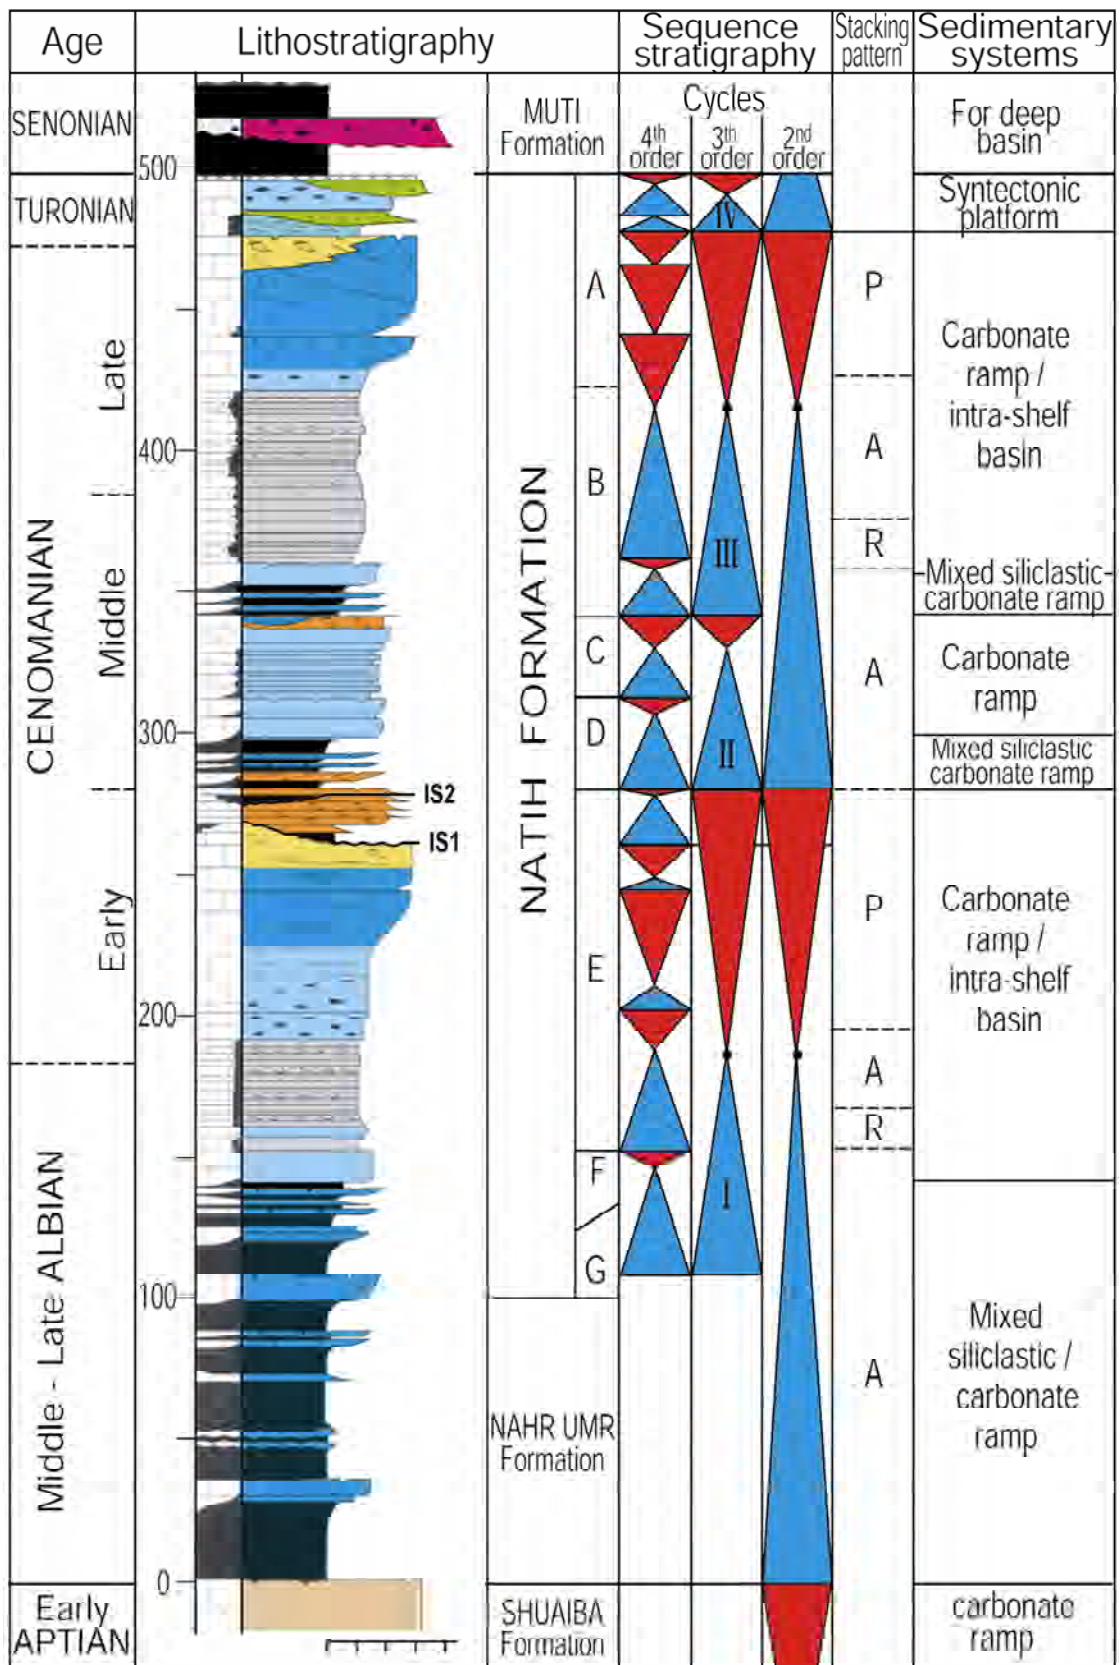 Age
Lithostratigraphy
Sequence
stratigraphy
Stacking
pattern
Sedimentary
systems
Cycles
4th
order
3th
order
2nd
order
SENONIAN
TURONIAN
CENOMANIAN
Late
Middle
Early
Middle - Late ALBIAN
Early
APTIAN
500
400
300
200
100
0
IS2
IS1
MUTI
Formation
NATIH FORMATION
NAHR UMR
Formation
SHUAIBA
Formation
A
B
C
D
E
F
G
IV
III
II
I
P
A
R
A
P
A
R
A
For deep
basin
Syntectonic
platform
Carbonate
ramp /
intra-shelf
basin
Mixed siliclastic-
carbonate ramp
Carbonate
ramp
Mixed siliclastic
carbonate ramp
Carbonate
ramp /
intra-shelf
basin
Mixed
siliclastic /
carbonate
ramp
carbonate
ramp